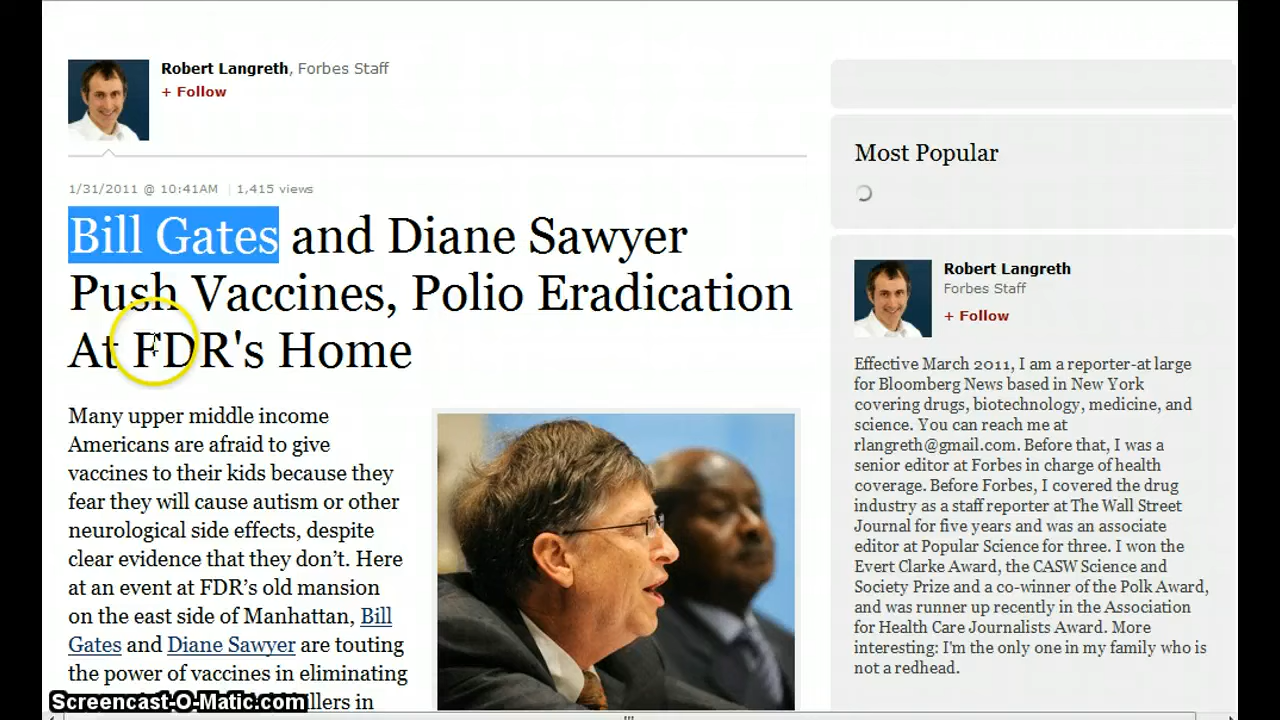 Robert Langreth, Forbes Staff
+ Follow
1/31/2011 @ 10:41AM | 1,415 views
Bill Gates and Diane Sawyer
Push Vaccines, Polio Eradication
At FDR's Home
Many upper middle income
Americans are afraid to give
vaccines to their kids because they
fear they will cause autism or other
neurological side effects, despite
clear evidence that they don’t. Here
at an event at FDR’s old mansion
on the east side of Manhattan, Bill
Gates and Diane Sawyer are touting
the power of vaccines in eliminating
killers in
Most Popular
Robert Langreth
Forbes Staff
+ Follow
Effective March 2011, I am a reporter-at large
for Bloomberg News based in New York
covering drugs, biotechnology, medicine, and
science. You can reach me at
rlangreth@gmail.com. Before that, I was a
senior editor at Forbes in charge of health
coverage. Before Forbes, I covered the drug
industry as a staff reporter at The Wall Street
Journal for five years and was an associate
editor at Popular Science for three. I won the
Evert Clarke Award, the CASW Science and
Society Prize and a co-winner of the Polk Award,
and was runner up recently in the Association
for Health Care Journalists Award. More
interesting: I'm the only one in my family who is
not a redhead.
Screencast-O-Matic.com